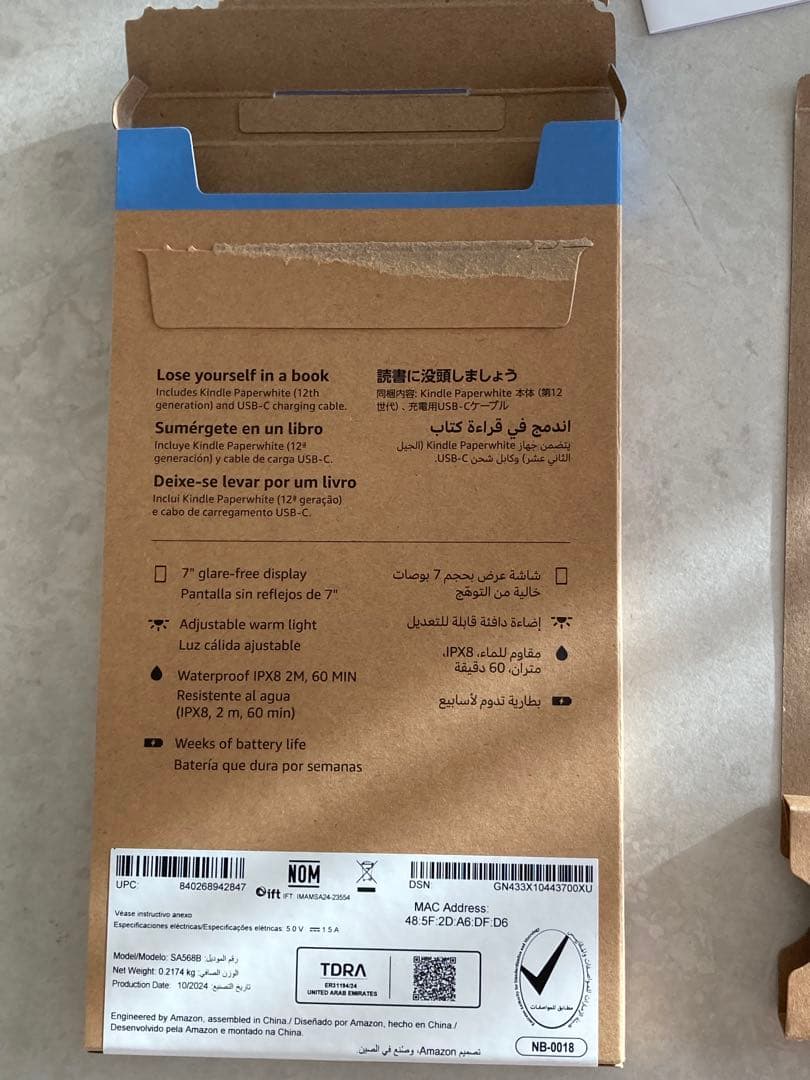 Lose yourself in a book
Includes Kindle Paperwhite (12th
generation) and USB-C charging cable.
Sumérgete en un libro
Incluye Kindle Paperwhite (12ª
generación) y cable de carga USB-C.
Deixe-se levar por um livro
Inclui Kindle Paperwhite (12ª geração)
e cabo de carregamento USB-C.
読書に没頭しましょう
同梱内容: Kindle Paperwhite 本体 (第12
世代) 、充電用USB-Cケーブル
اندمج في قراءة كتاب
يتضمن جهاز Kindle Paperwhite (الجيل
الثاني عشر) وكابل شحن USB-C.
7" glare-free display
Pantalla sin reflejos de 7"
Adjustable warm light
Luz cálida ajustable
Waterproof IPX8 2M, 60 MIN
Resistente al agua
(IPX8, 2 m, 60 min)
Weeks of battery life
Batería que dura por semanas
شاشة عرض بحجم 7 بوصات
خالية من التوهّج
إضاءة دافئة قابلة للتعديل
مقاوم للماء، IPX8،
متران، 60 دقيقة
بطارية تدوم لأسابيع
UPC: 840268942847
NOM
ift IFT: IMAMSA24-23554
DSN GN433X10443700XU
MAC Address:
48:5F:2D:A6:DF:D6
Véase instructivo anexo
Especificaciones eléctricas/Especificações elétricas: 5.0 V ⎓ 1.5 A
Model/Modelo: SA568B رقم الموديل:
Net Weight: 0.2174 kg الوزن الصافي:
Production Date: 10/2024 تاريخ التصنيع:
TDRA
ER31194/24
UNITED ARAB EMIRATES
مطابق للمواصفات
NB-0018
Engineered by Amazon, assembled in China./ Diseñado por Amazon, hecho en China./
Desenvolvido pela Amazon e montado na China.
تصميم Amazon، وصُنع في الصين.